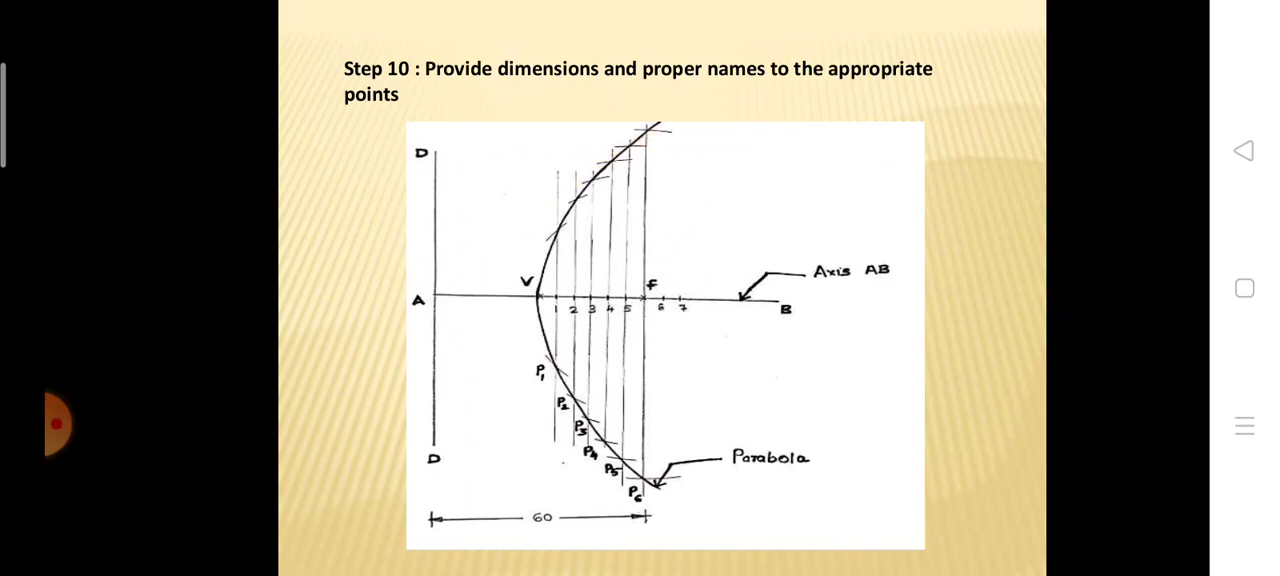 Step 10 : Provide dimensions and proper names to the appropriate
points
D
V
F
Axis AB
A
1 2 3 4 5 6 7
B
P1
P2
P3
P4
P5
P6
Parabola
D
60